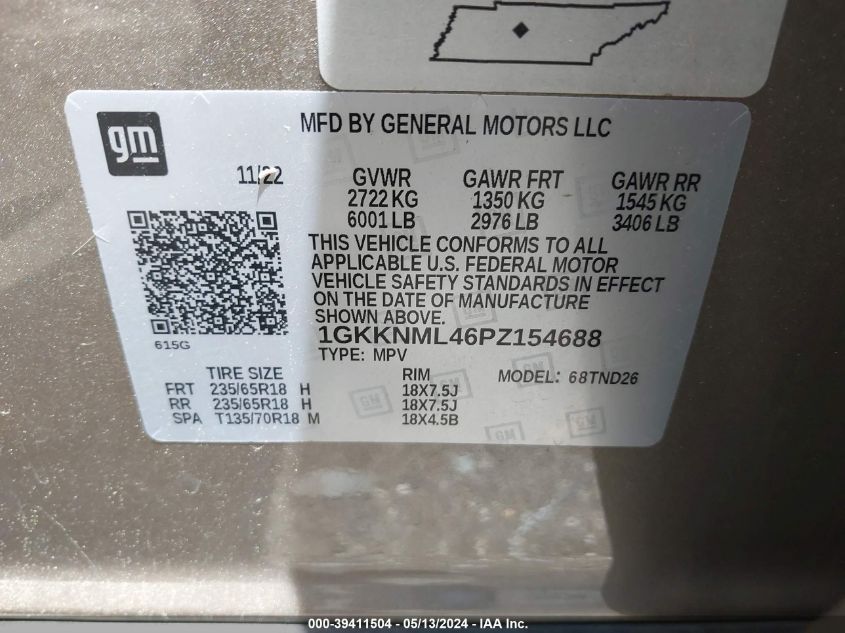 gm
MFD BY GENERAL MOTORS LLC
11/22
GVWR GAWR FRT GAWR RR
2722 KG 1350 KG 1545 KG
6001 LB 2976 LB 3406 LB
THIS VEHICLE CONFORMS TO ALL
APPLICABLE U.S. FEDERAL MOTOR
VEHICLE SAFETY STANDARDS IN EFFECT
ON THE DATE OF MANUFACTURE
SHOWN ABOVE.
1GKKNML46PZ154688
615G
TYPE: MPV
TIRE SIZE RIM MODEL: 68TND26
FRT 235/65R18 H 18X7.5J
RR 235/65R18 H 18X7.5J
SPA T135/70R18 M 18X4.5B
000-39411504 - 05/13/2024 - IAA Inc.